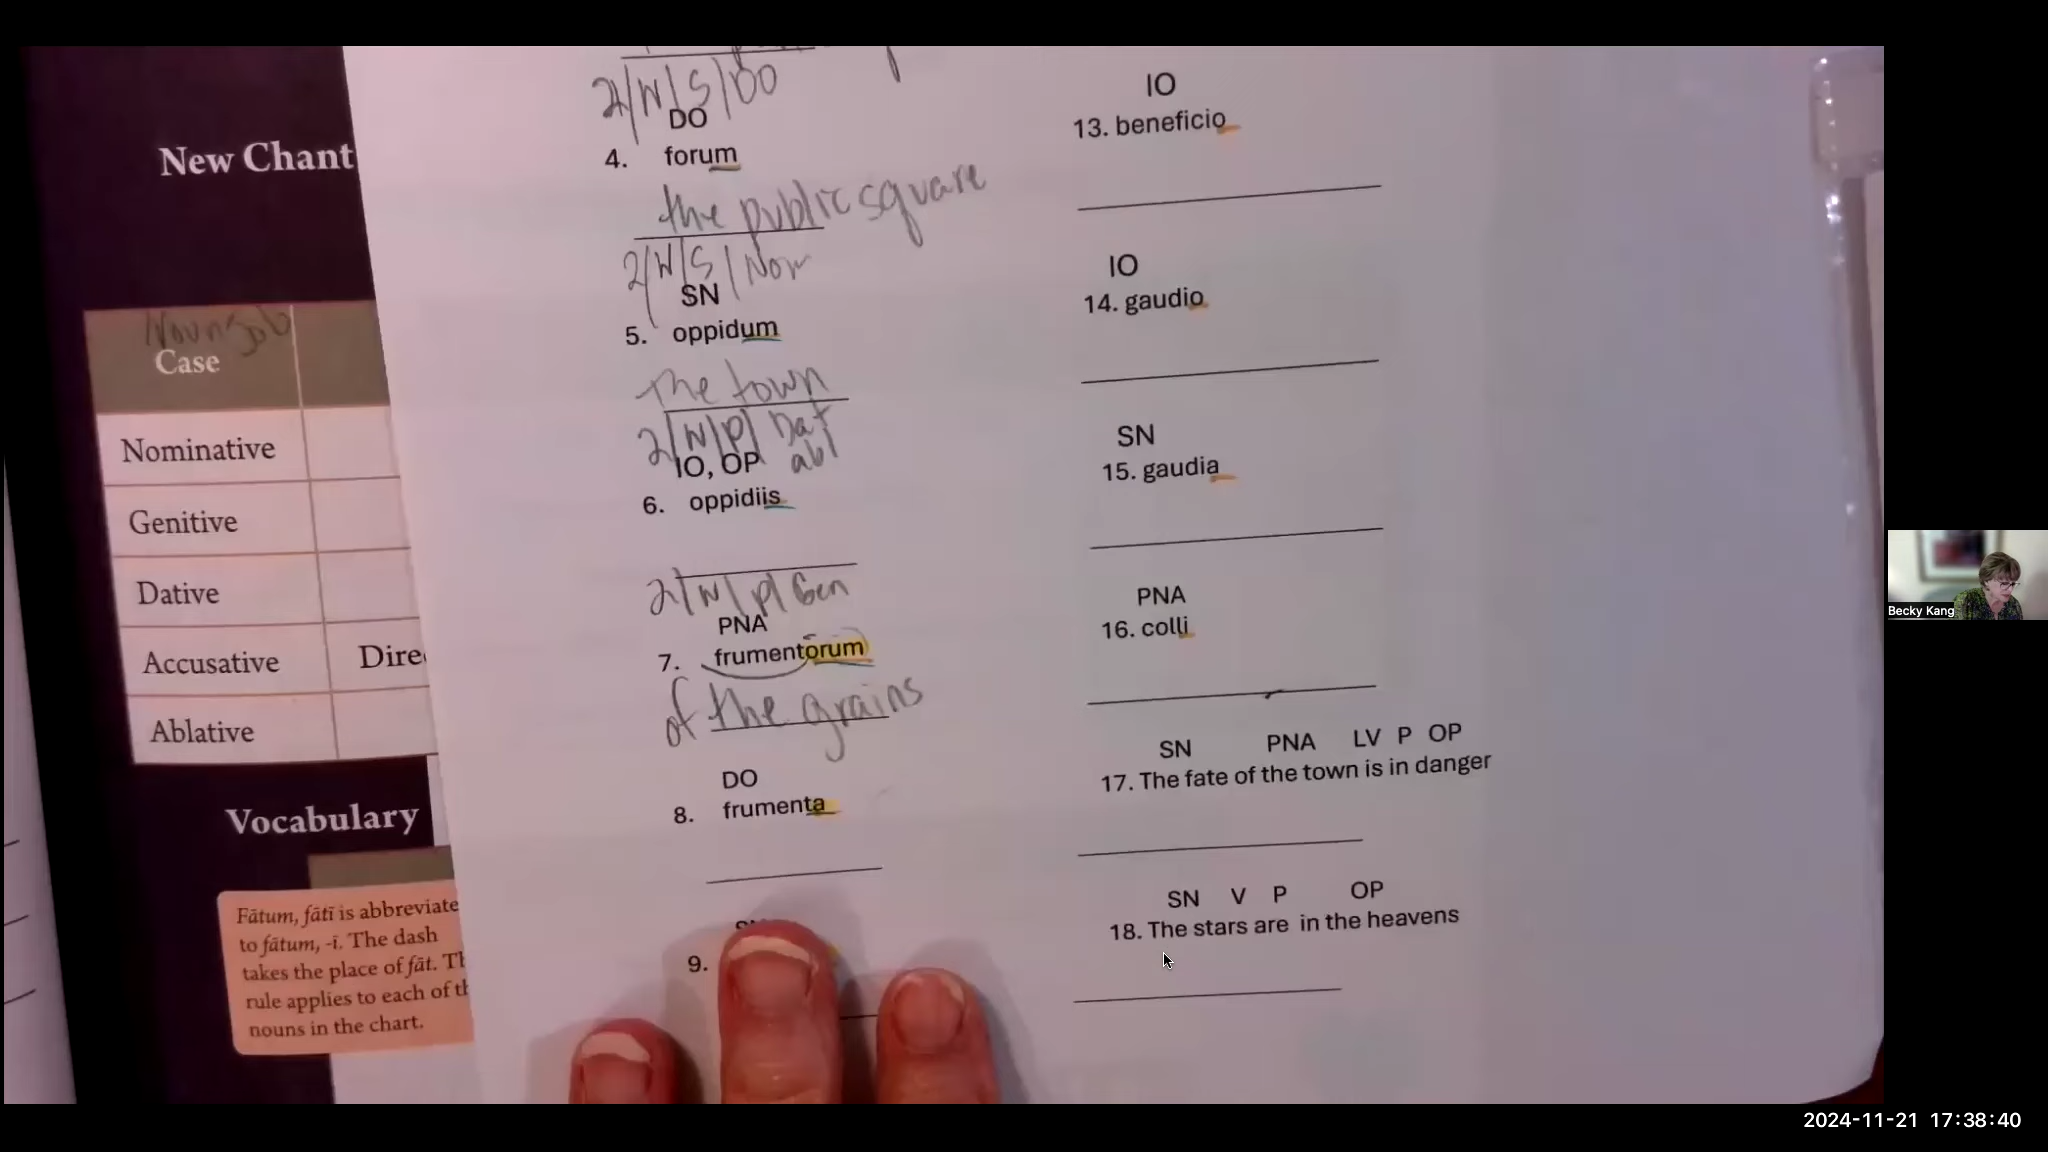 New Chant
Noun Job
Case
Nominative
Genitive
Dative
Accusative
Dire
Ablative
Vocabulary
Fātum, fātī is abbreviate
to fātum, -ī. The dash
takes the place of fāt. Th
rule applies to each of th
nouns in the chart.
2/N/S/DO
DO
4. forum
the public square
2/N/S/Nom
SN
5. oppidum
The town
2/N/P/ Dat
abl
IO, OP
6. oppidiis
2/N/P/Gen
PNA
7. frumentorum
of the grains
DO
8. frumenta
9.
IO
13. beneficio
IO
14. gaudio
SN
15. gaudia
PNA
16. colli
SN PNA LV P OP
17. The fate of the town is in danger
SN V P OP
18. The stars are in the heavens
Becky Kang
2024-11-21 17:38:40